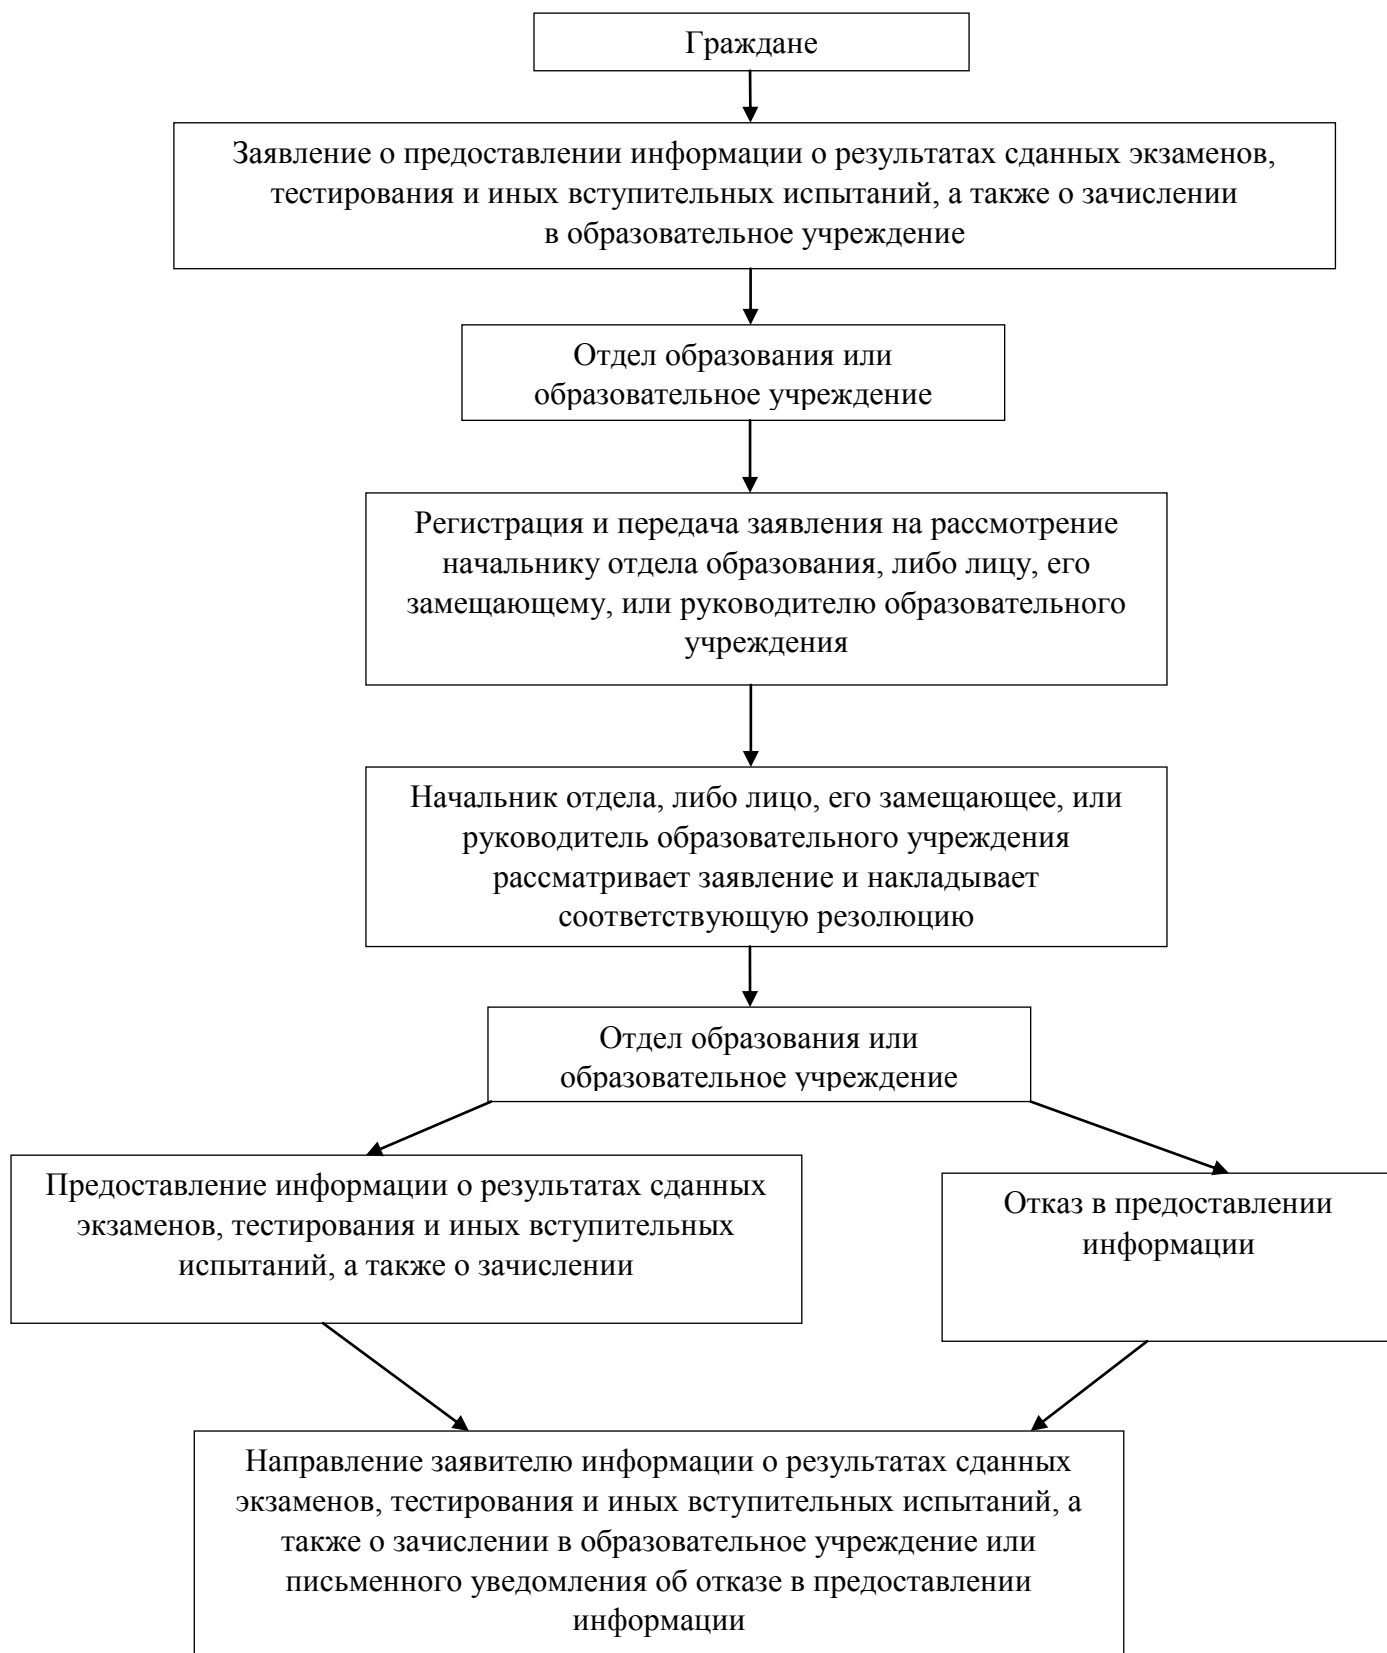 Граждане
Заявление о предоставлении информации о результатах сданных экзаменов,
тестирования и иных вступительных испытаний, а также о зачислении
в образовательное учреждение
Отдел образования или
образовательное учреждение
Регистрация и передача заявления на рассмотрение
начальнику отдела образования, либо лицу, его
замещающему, или руководителю образовательного
учреждения
Начальник отдела, либо лицо, его замещающее, или
руководитель образовательного учреждения
рассматривает заявление и накладывает
соответствующую резолюцию
Отдел образования или
образовательное учреждение
Предоставление информации о результатах сданных
экзаменов, тестирования и иных вступительных
испытаний, а также о зачислении
Отказ в предоставлении
информации
Направление заявителю информации о результатах сданных
экзаменов, тестирования и иных вступительных испытаний, а
также о зачислении в образовательное учреждение или
письменного уведомления об отказе в предоставлении
информации